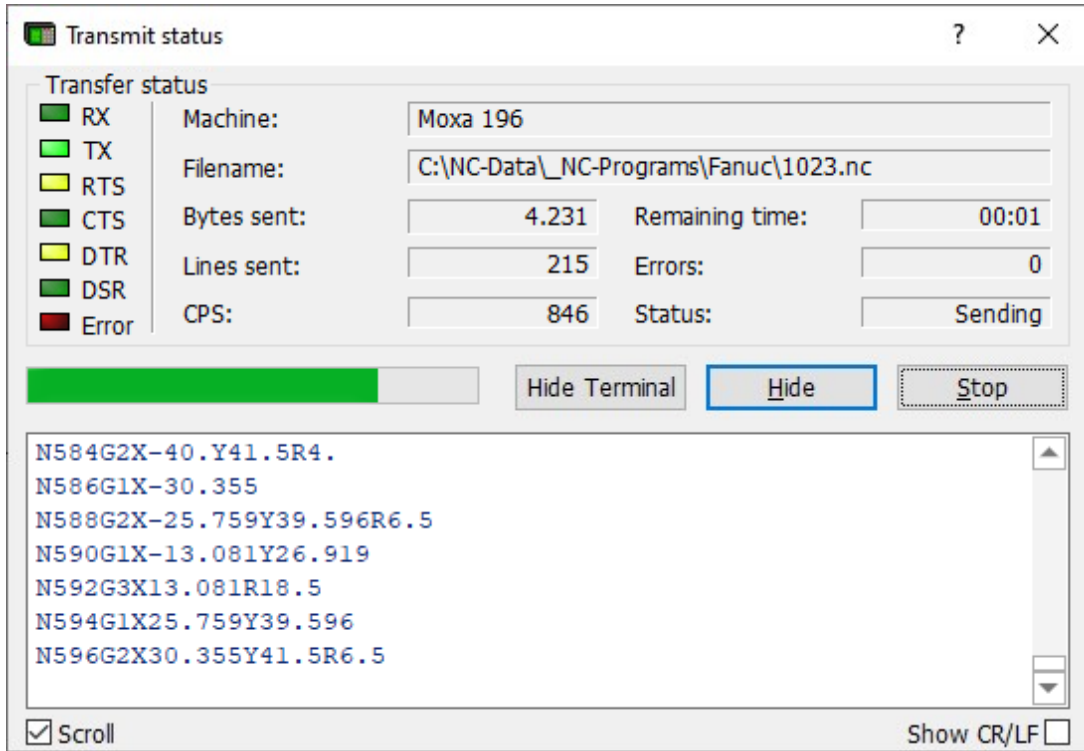 Transmit status ?
Transfer status
RX
TX
RTS
CTS
DTR
DSR
Error
Machine: Moxa 196
Filename: C:\NC-Data\_NC-Programs\Fanuc\1023.nc
Bytes sent: 4.231 Remaining time: 00:01
Lines sent: 215 Errors: 0
CPS: 846 Status: Sending
Hide Terminal Hide Stop
N584G2X-40.Y41.5R4.
N586G1X-30.355
N588G2X-25.759Y39.596R6.5
N590G1X-13.081Y26.919
N592G3X13.081R18.5
N594G1X25.759Y39.596
N596G2X30.355Y41.5R6.5
Scroll Show CR/LF